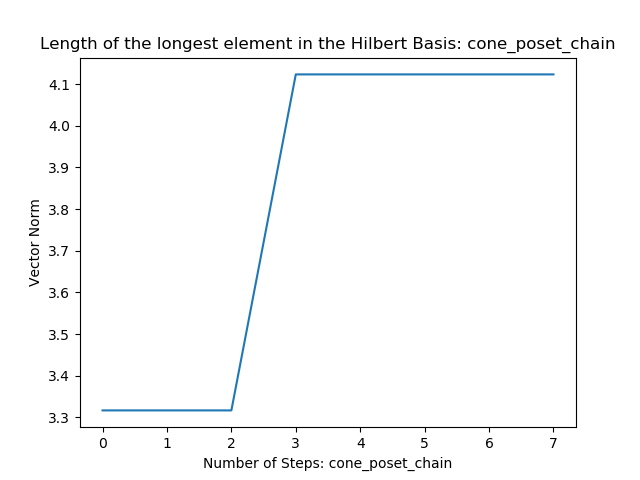 Length of the longest element in the Hilbert Basis: cone_poset_chain
4.1
4.0
3.9
3.8
3.7
3.6
3.5
3.4
3.3
Vector Norm
0 1 2 3 4 5 6 7
Number of Steps: cone_poset_chain